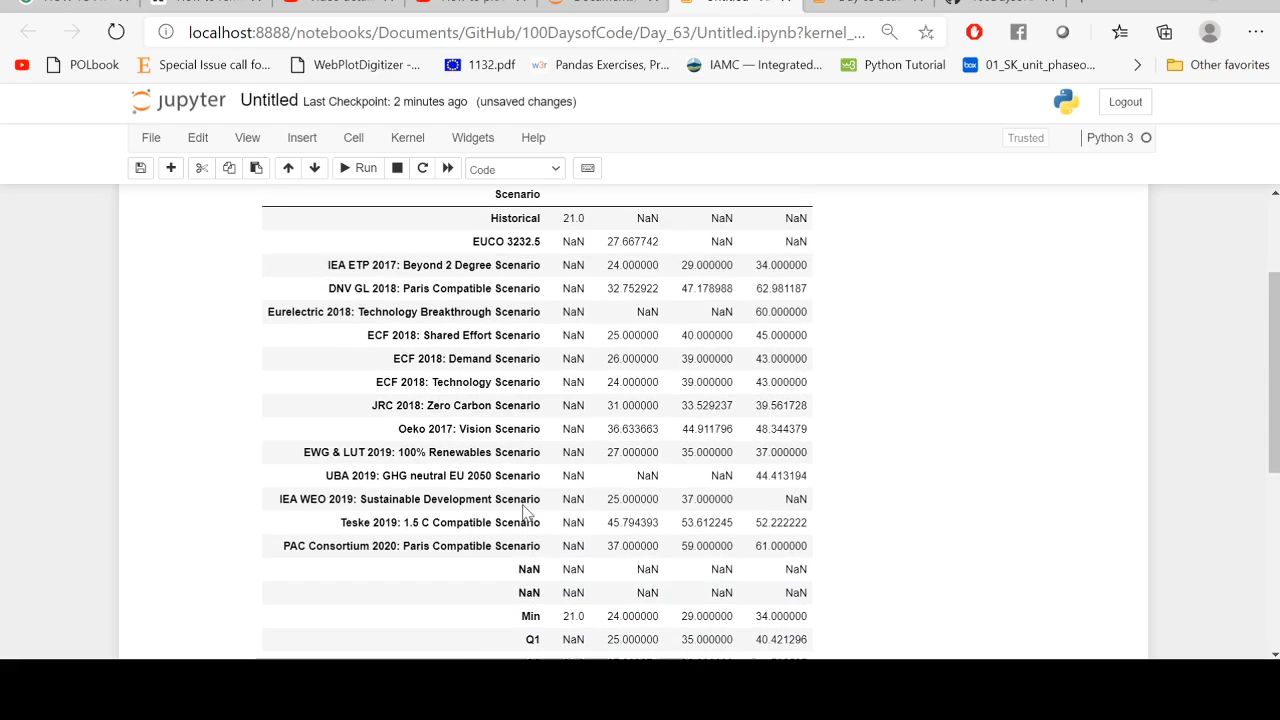 localhost:8888/notebooks/Documents/GitHub/100DaysofCode/Day_63/Untitled.ipynb?kernel_...
POLbook Special Issue call fo... WebPlotDigitizer -... 1132.pdf w3r Pandas Exercises, Pr... IAMC — Integrated... w3 Python Tutorial box 01_SK_unit_phaseo... Other favorites
jupyter Untitled Last Checkpoint: 2 minutes ago (unsaved changes) Logout
File Edit View Insert Cell Kernel Widgets Help Trusted Python 3
Run Code
Scenario
Historical 21.0 NaN NaN NaN
EUCO 3232.5 NaN 27.667742 NaN NaN
IEA ETP 2017: Beyond 2 Degree Scenario NaN 24.000000 29.000000 34.000000
DNV GL 2018: Paris Compatible Scenario NaN 32.752922 47.178988 62.981187
Eurelectric 2018: Technology Breakthrough Scenario NaN NaN NaN 60.000000
ECF 2018: Shared Effort Scenario NaN 25.000000 40.000000 45.000000
ECF 2018: Demand Scenario NaN 26.000000 39.000000 43.000000
ECF 2018: Technology Scenario NaN 24.000000 39.000000 43.000000
JRC 2018: Zero Carbon Scenario NaN 31.000000 33.529237 39.561728
Oeko 2017: Vision Scenario NaN 36.633663 44.911796 48.344379
EWG & LUT 2019: 100% Renewables Scenario NaN 27.000000 35.000000 37.000000
UBA 2019: GHG neutral EU 2050 Scenario NaN NaN NaN 44.413194
IEA WEO 2019: Sustainable Development Scenario NaN 25.000000 37.000000 NaN
Teske 2019: 1.5 C Compatible Scenario NaN 45.794393 53.612245 52.222222
PAC Consortium 2020: Paris Compatible Scenario NaN 37.000000 59.000000 61.000000
NaN NaN NaN NaN NaN
NaN NaN NaN NaN NaN
Min 21.0 24.000000 29.000000 34.000000
Q1 NaN 25.000000 35.000000 40.421296